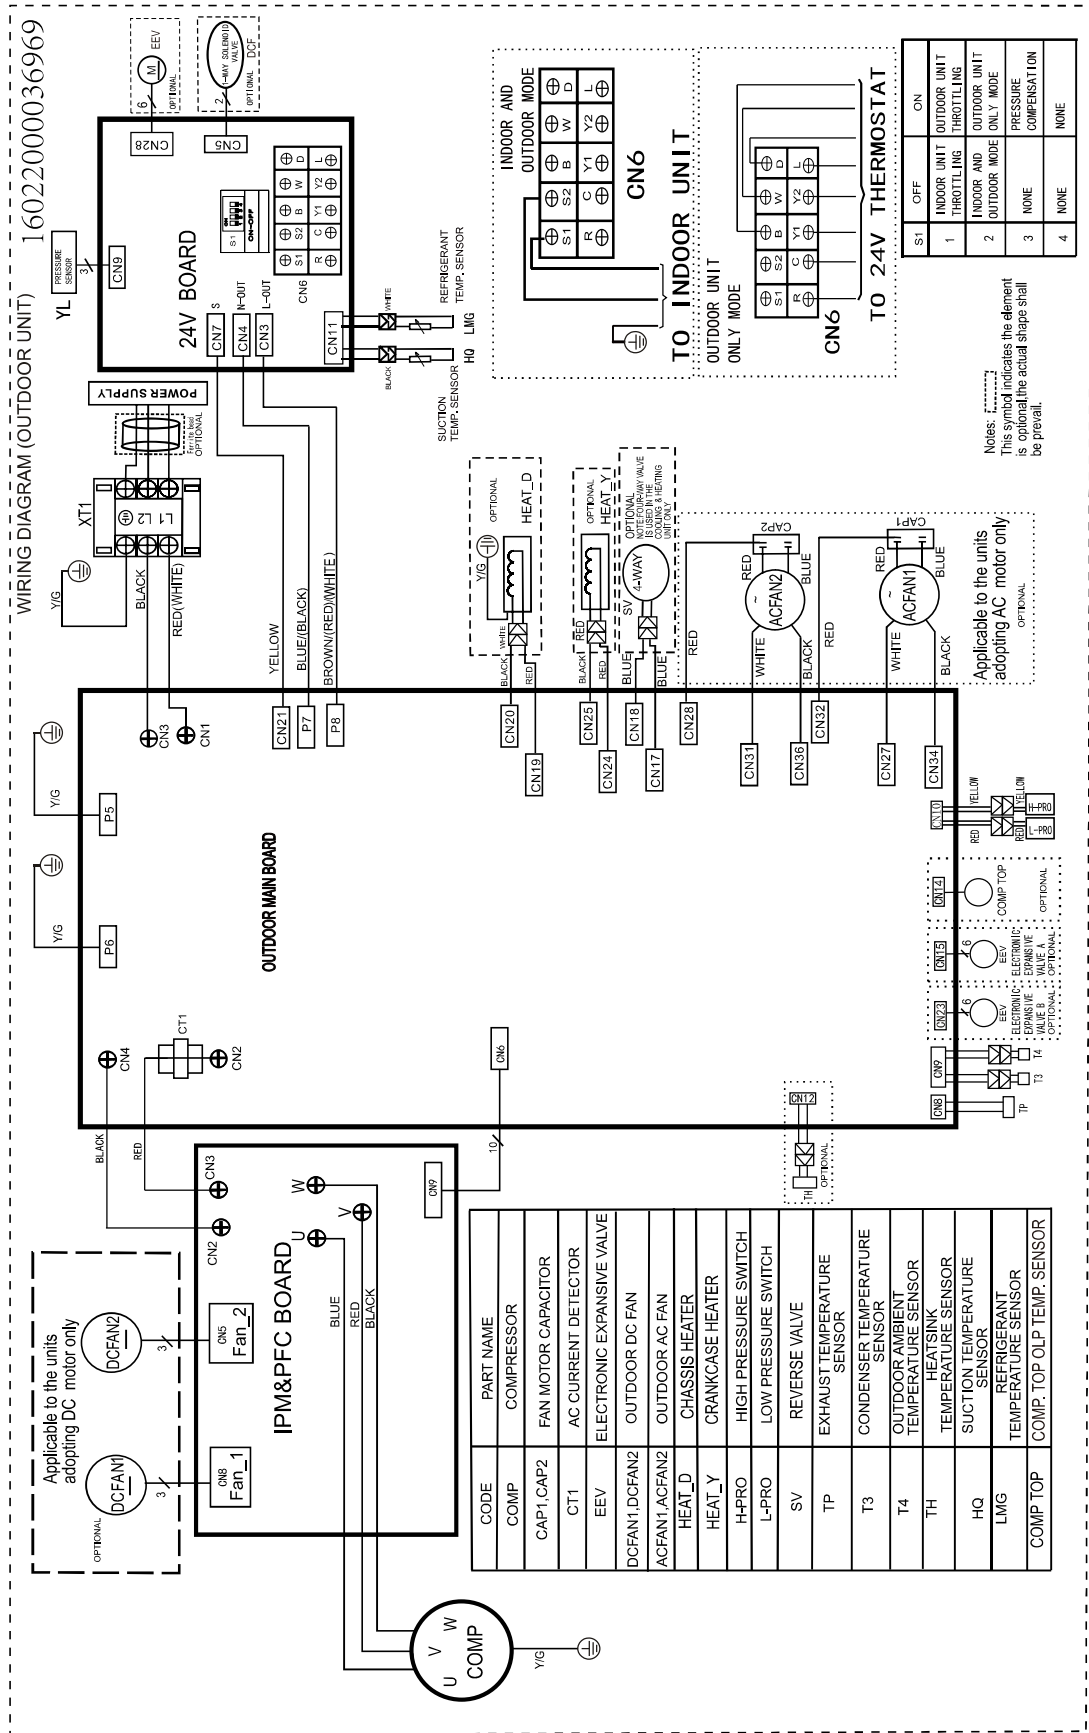 WIRING DIAGRAM (OUTDOOR UNIT)
16022000036969
Applicable to the units
adopting DC motor only
OPTIONAL
DCFAN1
DCFAN2
3
3
CN8
Fan_1
CN5
Fan_2
IPM&PFC BOARD
CN2
CN3
U
V
W
CN9
BLUE
RED
BLACK
U
V
W
COMP
Y/G
BLACK
RED
CN4
CT1
CN2
10
CN6
OUTDOOR MAIN BOARD
P6
Y/G
P5
Y/G
CN3
CN1
CN21
P7
P8
YELLOW
BLUE/(BLACK)
BROWN/(RED)/(WHITE)
XT1
L1
L2
Y/G
BLACK
RED(WHITE)
POWER SUPPLY
Ferrite bead
OPTIONAL
YL
PRESSURE
SENSOR
3
CN9
24V BOARD
CN7
S
CN4
N-OUT
CN3
L-OUT
CN28
6
M
EEV
OPTIONAL
CN5
2
1-WAY SOLENOID
VALVE
OPTIONAL
DCF
S1
ON
ON-OFF
CN6
S1 S2 B W D
R C Y1 Y2 L
CN11
BLACK
WHITE
HQ
LMG
SUCTION
TEMP. SENSOR
REFRIGERANT
TEMP. SENSOR
CN20
CN19
BLACK
RED
WHITE
Y/G
OPTIONAL
HEAT_D
CN25
CN24
BLACK
RED
RED
OPTIONAL
HEAT_Y
CN18
CN17
BLUE
BLUE
SV
4-WAY
OPTIONAL
NOTE:FOUR-WAY VALVE
IS USED IN THE
COOLING & HEATING
UNIT ONLY
CN28
RED
CN31
WHITE
CN36
BLACK
ACFAN2
~
RED
BLUE
CAP2
CN32
RED
CN27
WHITE
CN34
BLACK
ACFAN1
~
RED
BLUE
CAP1
Applicable to the units
adopting AC motor only
OPTIONAL
CN10
RED
YELLOW
RED
YELLOW
L-PRO
H-PRO
CN14
COMP TOP
OPTIONAL
CN15
6
EEV
ELECTRONIC
EXPANSIVE
VALVE A
OPTIONAL
CN23
6
EEV
ELECTRONIC
EXPANSIVE
VALVE B
OPTIONAL
CN9
T3
T4
CN8
TP
CN12
TH
OPTIONAL
INDOOR AND
OUTDOOR MODE
S1 S2 B W D
R C Y1 Y2 L
CN6
TO INDOOR UNIT
OUTDOOR UNIT
ONLY MODE
S1 S2 B W D
R C Y1 Y2 L
CN6
TO 24V THERMOSTAT
S1 OFF ON
1 INDOOR UNIT THROTTLING OUTDOOR UNIT THROTTLING
2 INDOOR AND OUTDOOR MODE OUTDOOR UNIT ONLY MODE
3 NONE PRESSURE COMPENSATION
4 NONE NONE
Notes:
This symbol indicates the element
is optional,the actual shape shall
be prevail.
CODE PART NAME
COMP COMPRESSOR
CAP1,CAP2 FAN MOTOR CAPACITOR
CT1 AC CURRENT DETECTOR
EEV ELECTRONIC EXPANSIVE VALVE
DCFAN1,DCFAN2 OUTDOOR DC FAN
ACFAN1,ACFAN2 OUTDOOR AC FAN
HEAT_D CHASSIS HEATER
HEAT_Y CRANKCASE HEATER
H-PRO HIGH PRESSURE SWITCH
L-PRO LOW PRESSURE SWITCH
SV REVERSE VALVE
TP EXHAUST TEMPERATURE SENSOR
T3 CONDENSER TEMPERATURE SENSOR
T4 OUTDOOR AMBIENT TEMPERATURE SENSOR
TH HEATSINK TEMPERATURE SENSOR
HQ SUCTION TEMPERATURE SENSOR
LMG REFRIGERANT TEMPERATURE SENSOR
COMP TOP COMP. TOP OLP TEMP. SENSOR